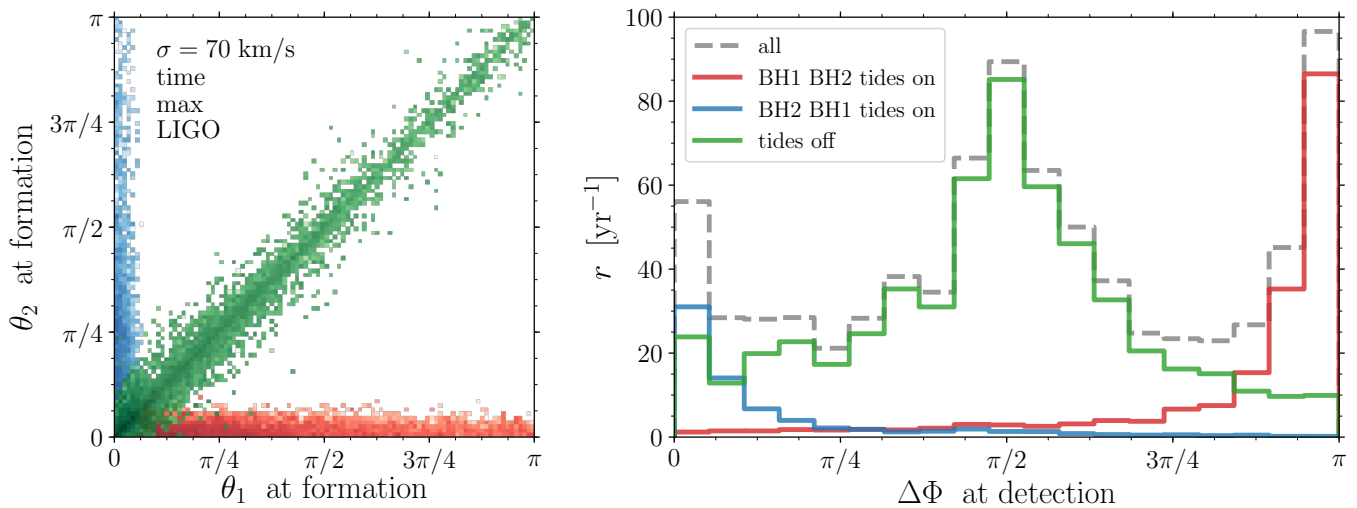 σ = 70 km/s
time
max
LIGO
π
3π/4
π/2
π/4
0
θ₂ at formation
0
π/4
π/2
3π/4
π
θ₁ at formation
all
BH1 BH2 tides on
BH2 BH1 tides on
tides off
100
80
60
40
20
0
r [yr⁻¹]
0
π/4
π/2
3π/4
π
ΔΦ at detection